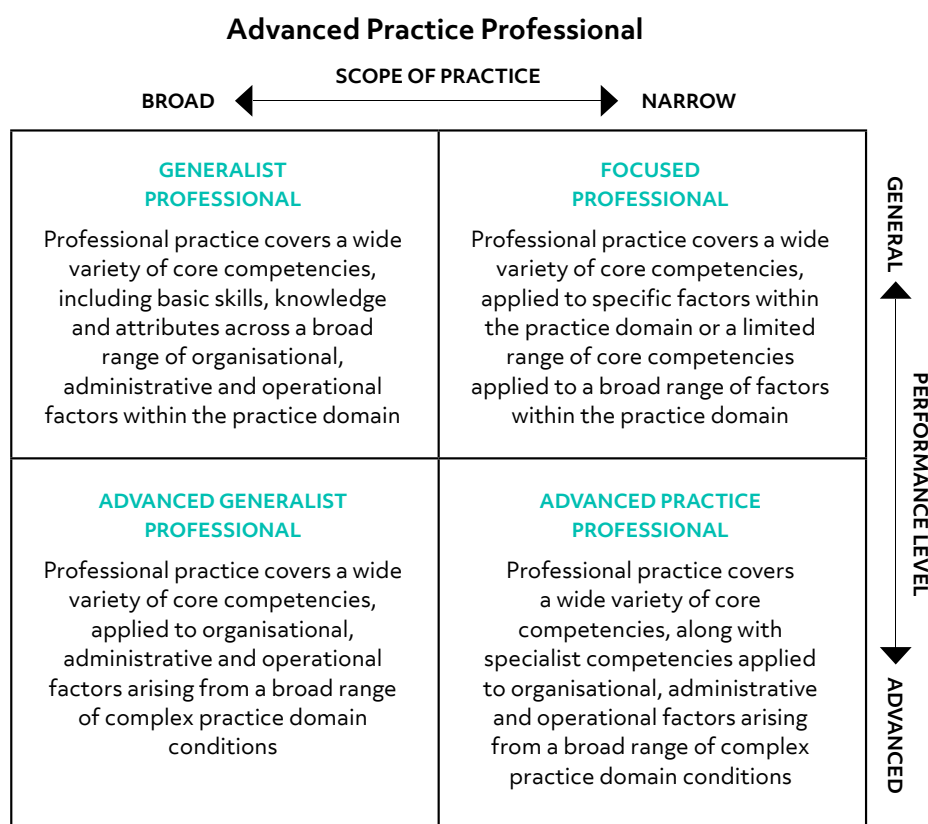 Advanced Practice Professional
SCOPE OF PRACTICE
BROAD
NARROW
GENERALIST
PROFESSIONAL
Professional practice covers a wide
variety of core competencies,
including basic skills, knowledge
and attributes across a broad
range of organisational,
administrative and operational
factors within the practice domain
FOCUSED
PROFESSIONAL
Professional practice covers a wide
variety of core competencies,
applied to specific factors within
the practice domain or a limited
range of core competencies
applied to a broad range of factors
within the practice domain
GENERAL
PERFORMANCE LEVEL
ADVANCED
ADVANCED GENERALIST
PROFESSIONAL
Professional practice covers a wide
variety of core competencies,
applied to organisational,
administrative and operational
factors arising from a broad range
of complex practice domain
conditions
ADVANCED PRACTICE
PROFESSIONAL
Professional practice covers
a wide variety of core
competencies, along with
specialist competencies applied
to organisational, administrative
and operational factors arising
from a broad range of complex
practice domain conditions